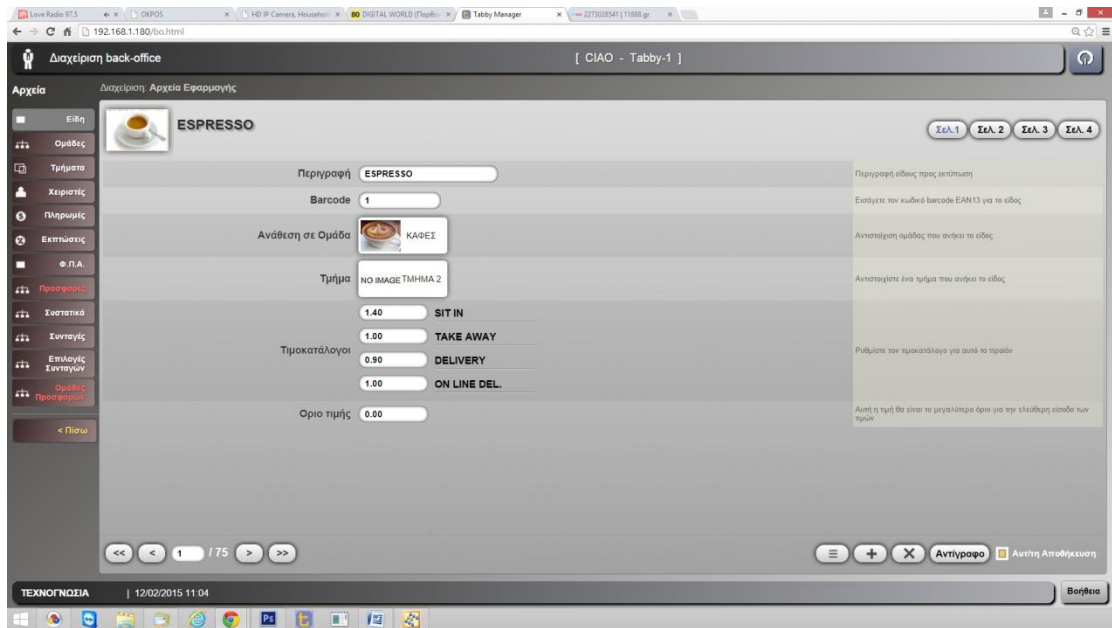 Love Radio 97.5
OKPOS
HD IP Camera, Househol
BO DIGITAL WORLD
Tabby Manager
2273028541 | 11888.gr
192.168.1.180/bo.html
Διαχείριση back-office
[ CIAO - Tabby-1 ]
Αρχεία
Διαχείριση: Αρχεία Εφαρμογής
Είδη
Ομάδες
Τμήματα
Χειριστές
Πληρωμές
Εκπτώσεις
Φ.Π.Α.
Προσφορές
Συστατικά
Συνταγές
Επιλογές
Συνταγών
Ομάδες
Προσφορών
< Πίσω
ESPRESSO
Σελ.1
Σελ. 2
Σελ. 3
Σελ. 4
Περιγραφή ESPRESSO
Περιγραφή είδους προς εκτύπωση
Barcode 1
Εισάγετε τον κωδικό barcode EAN13 για το είδος
Ανάθεση σε Ομάδα ΚΑΦΕΣ
Αντιστοίχιση ομάδας που ανήκει το είδος
Τμήμα NO IMAGE ΤΜΗΜΑ 2
Αντιστοιχίστε ένα τμήμα που ανήκει το είδος
Τιμοκατάλογοι
1.40 SIT IN
1.00 TAKE AWAY
0.90 DELIVERY
1.00 ON LINE DEL.
Ρυθμίστε τον τιμοκατάλογο για αυτό το προϊόν
Οριο τιμής 0.00
Αυτή η τιμή θα είναι το μεγαλύτερο όριο για την ελεύθερη είσοδο των
τιμών
<< < 1 / 75 > >>
Αντίγραφο
Αυτ/τη Αποθήκευση
ΤΕΧΝΟΓΝΩΣΙΑ | 12/02/2015 11:04
Βοήθεια
Ps